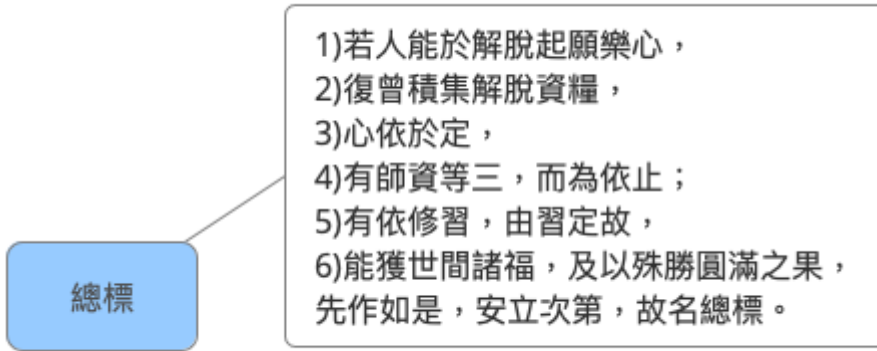 1)若人能於解脫起願樂心，
2)復曾積集解脫資糧，
3)心依於定，
4)有師資等三，而為依止；
5)有依修習，由習定故，
6)能獲世間諸福，及以殊勝圓滿之果，
先作如是，安立次第，故名總標。
總標